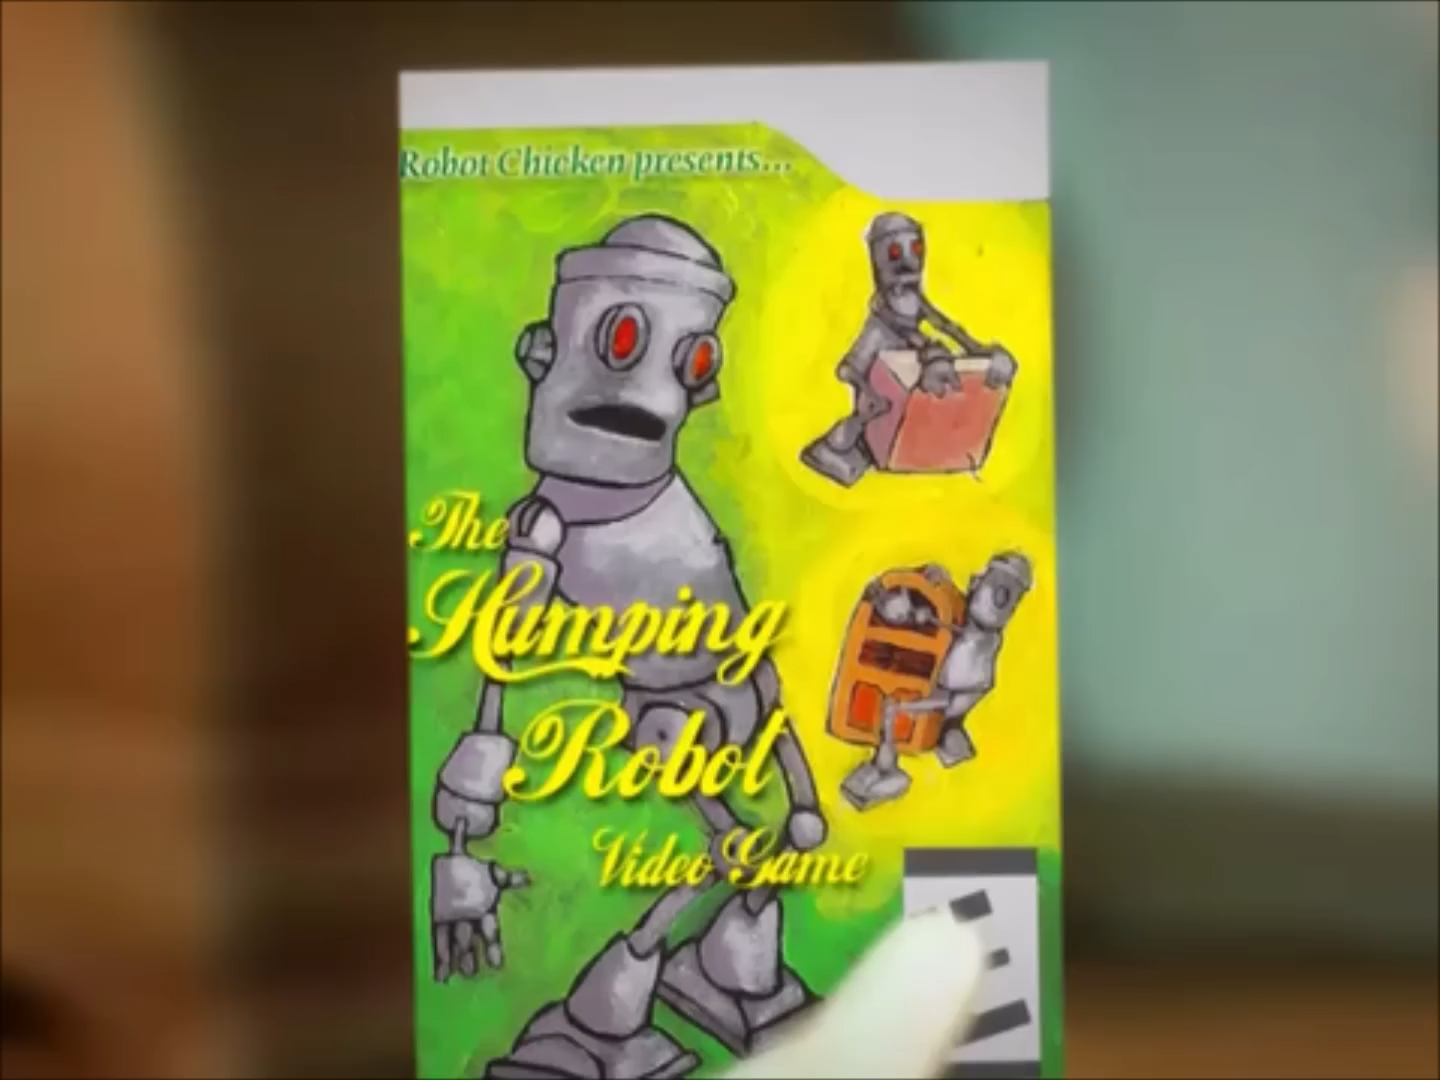 Robot Chicken presents...
The
Humping
Robot
Video Game